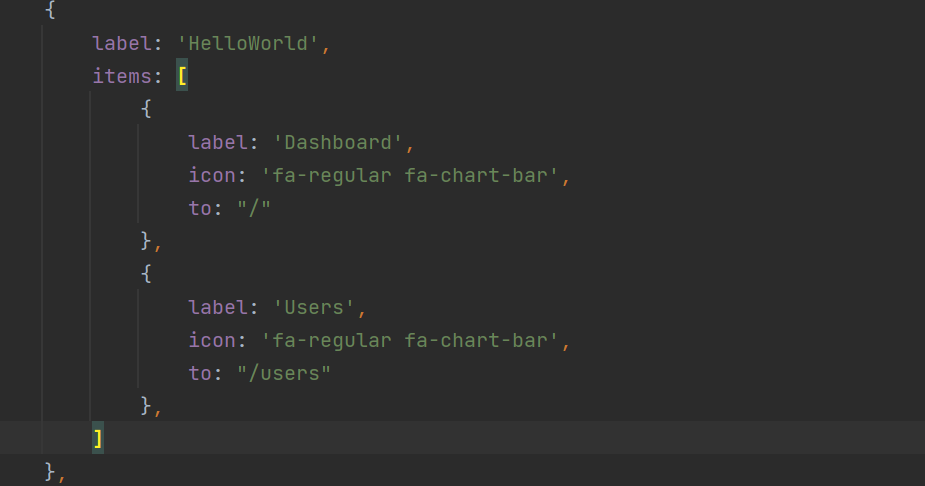 {
    label: 'HelloWorld',
    items: [
        {
            label: 'Dashboard',
            icon: 'fa-regular fa-chart-bar',
            to: "/"
        },
        {
            label: 'Users',
            icon: 'fa-regular fa-chart-bar',
            to: "/users"
        },
    ]
},